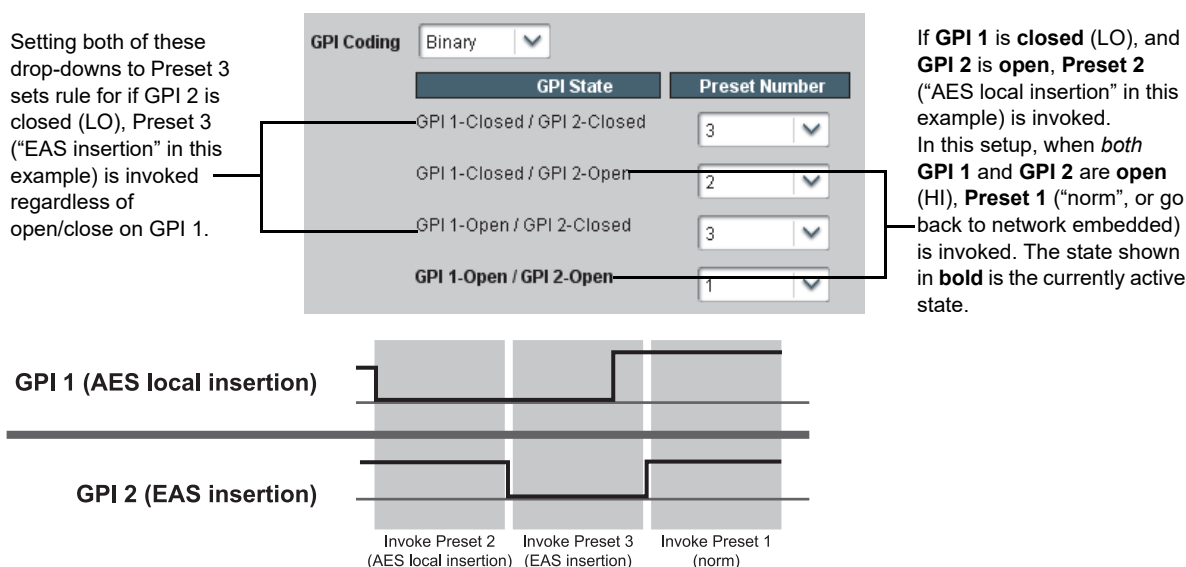 Setting both of these
drop-downs to Preset 3
sets rule for if GPI 2 is
closed (LO), Preset 3
("EAS insertion" in this
example) is invoked
regardless of
open/close on GPI 1.
GPI Coding Binary
GPI State Preset Number
GPI 1-Closed / GPI 2-Closed 3
GPI 1-Closed / GPI 2-Open 2
GPI 1-Open / GPI 2-Closed 3
GPI 1-Open / GPI 2-Open 1
If GPI 1 is closed (LO), and
GPI 2 is open, Preset 2
("AES local insertion" in this
example) is invoked.
In this setup, when both
GPI 1 and GPI 2 are open
(HI), Preset 1 ("norm", or go
back to network embedded)
is invoked. The state shown
in bold is the currently active
state.
GPI 1 (AES local insertion)
GPI 2 (EAS insertion)
Invoke Preset 2
(AES local insertion)
Invoke Preset 3
(EAS insertion)
Invoke Preset 1
(norm)